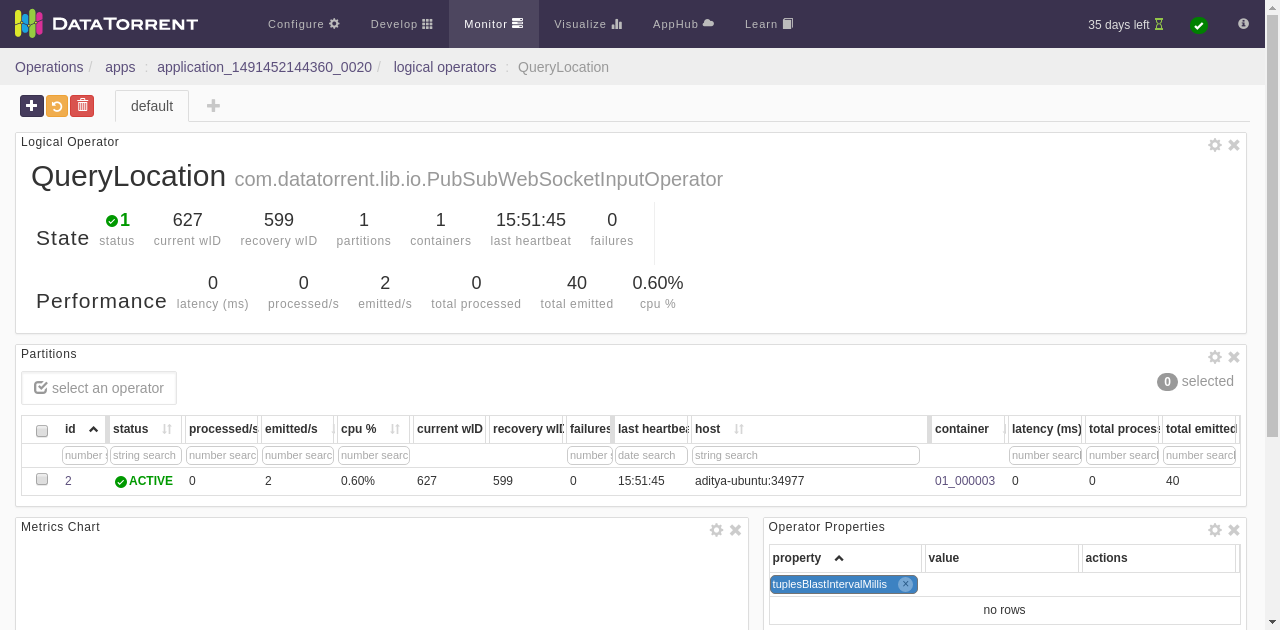 DATATORRENT Configure Develop Monitor Visualize AppHub Learn 35 days left
Operations / apps : application_1491452144360_0020 / logical operators : QueryLocation
default
Logical Operator
QueryLocation com.datatorrent.lib.io.PubSubWebSocketInputOperator
State 1 627 599 1 1 15:51:45 0
status current wID recovery wID partitions containers last heartbeat failures
Performance 0 0 2 0 40 0.60%
latency (ms) processed/s emitted/s total processed total emitted cpu %
Partitions
select an operator 0 selected
id status processed/s emitted/s cpu % current wID recovery wID failures last heartbea host container latency (ms) total process total emitted
number s string search number searc number searc number searc number s date search string search number search number search number search
2 ACTIVE 0 2 0.60% 627 599 0 15:51:45 aditya-ubuntu:34977 01_000003 0 0 40
Metrics Chart
Operator Properties
property value actions
tuplesBlastIntervalMillis
no rows